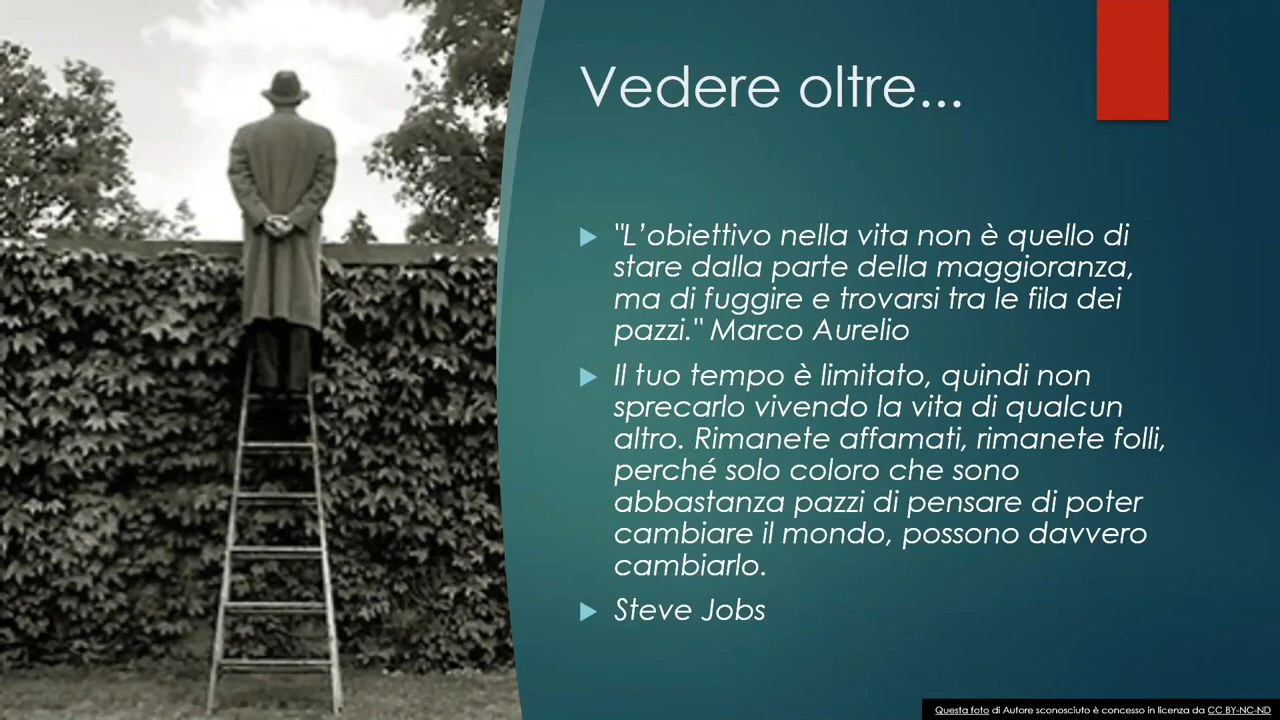 Vedere oltre...
"L’obiettivo nella vita non è quello di
stare dalla parte della maggioranza,
ma di fuggire e trovarsi tra le fila dei
pazzi." Marco Aurelio
Il tuo tempo è limitato, quindi non
sprecarlo vivendo la vita di qualcun
altro. Rimanete affamati, rimanete folli,
perché solo coloro che sono
abbastanza pazzi di pensare di poter
cambiare il mondo, possono davvero
cambiarlo.
Steve Jobs
Questa foto di Autore sconosciuto è concesso in licenza da CC BY-NC-ND